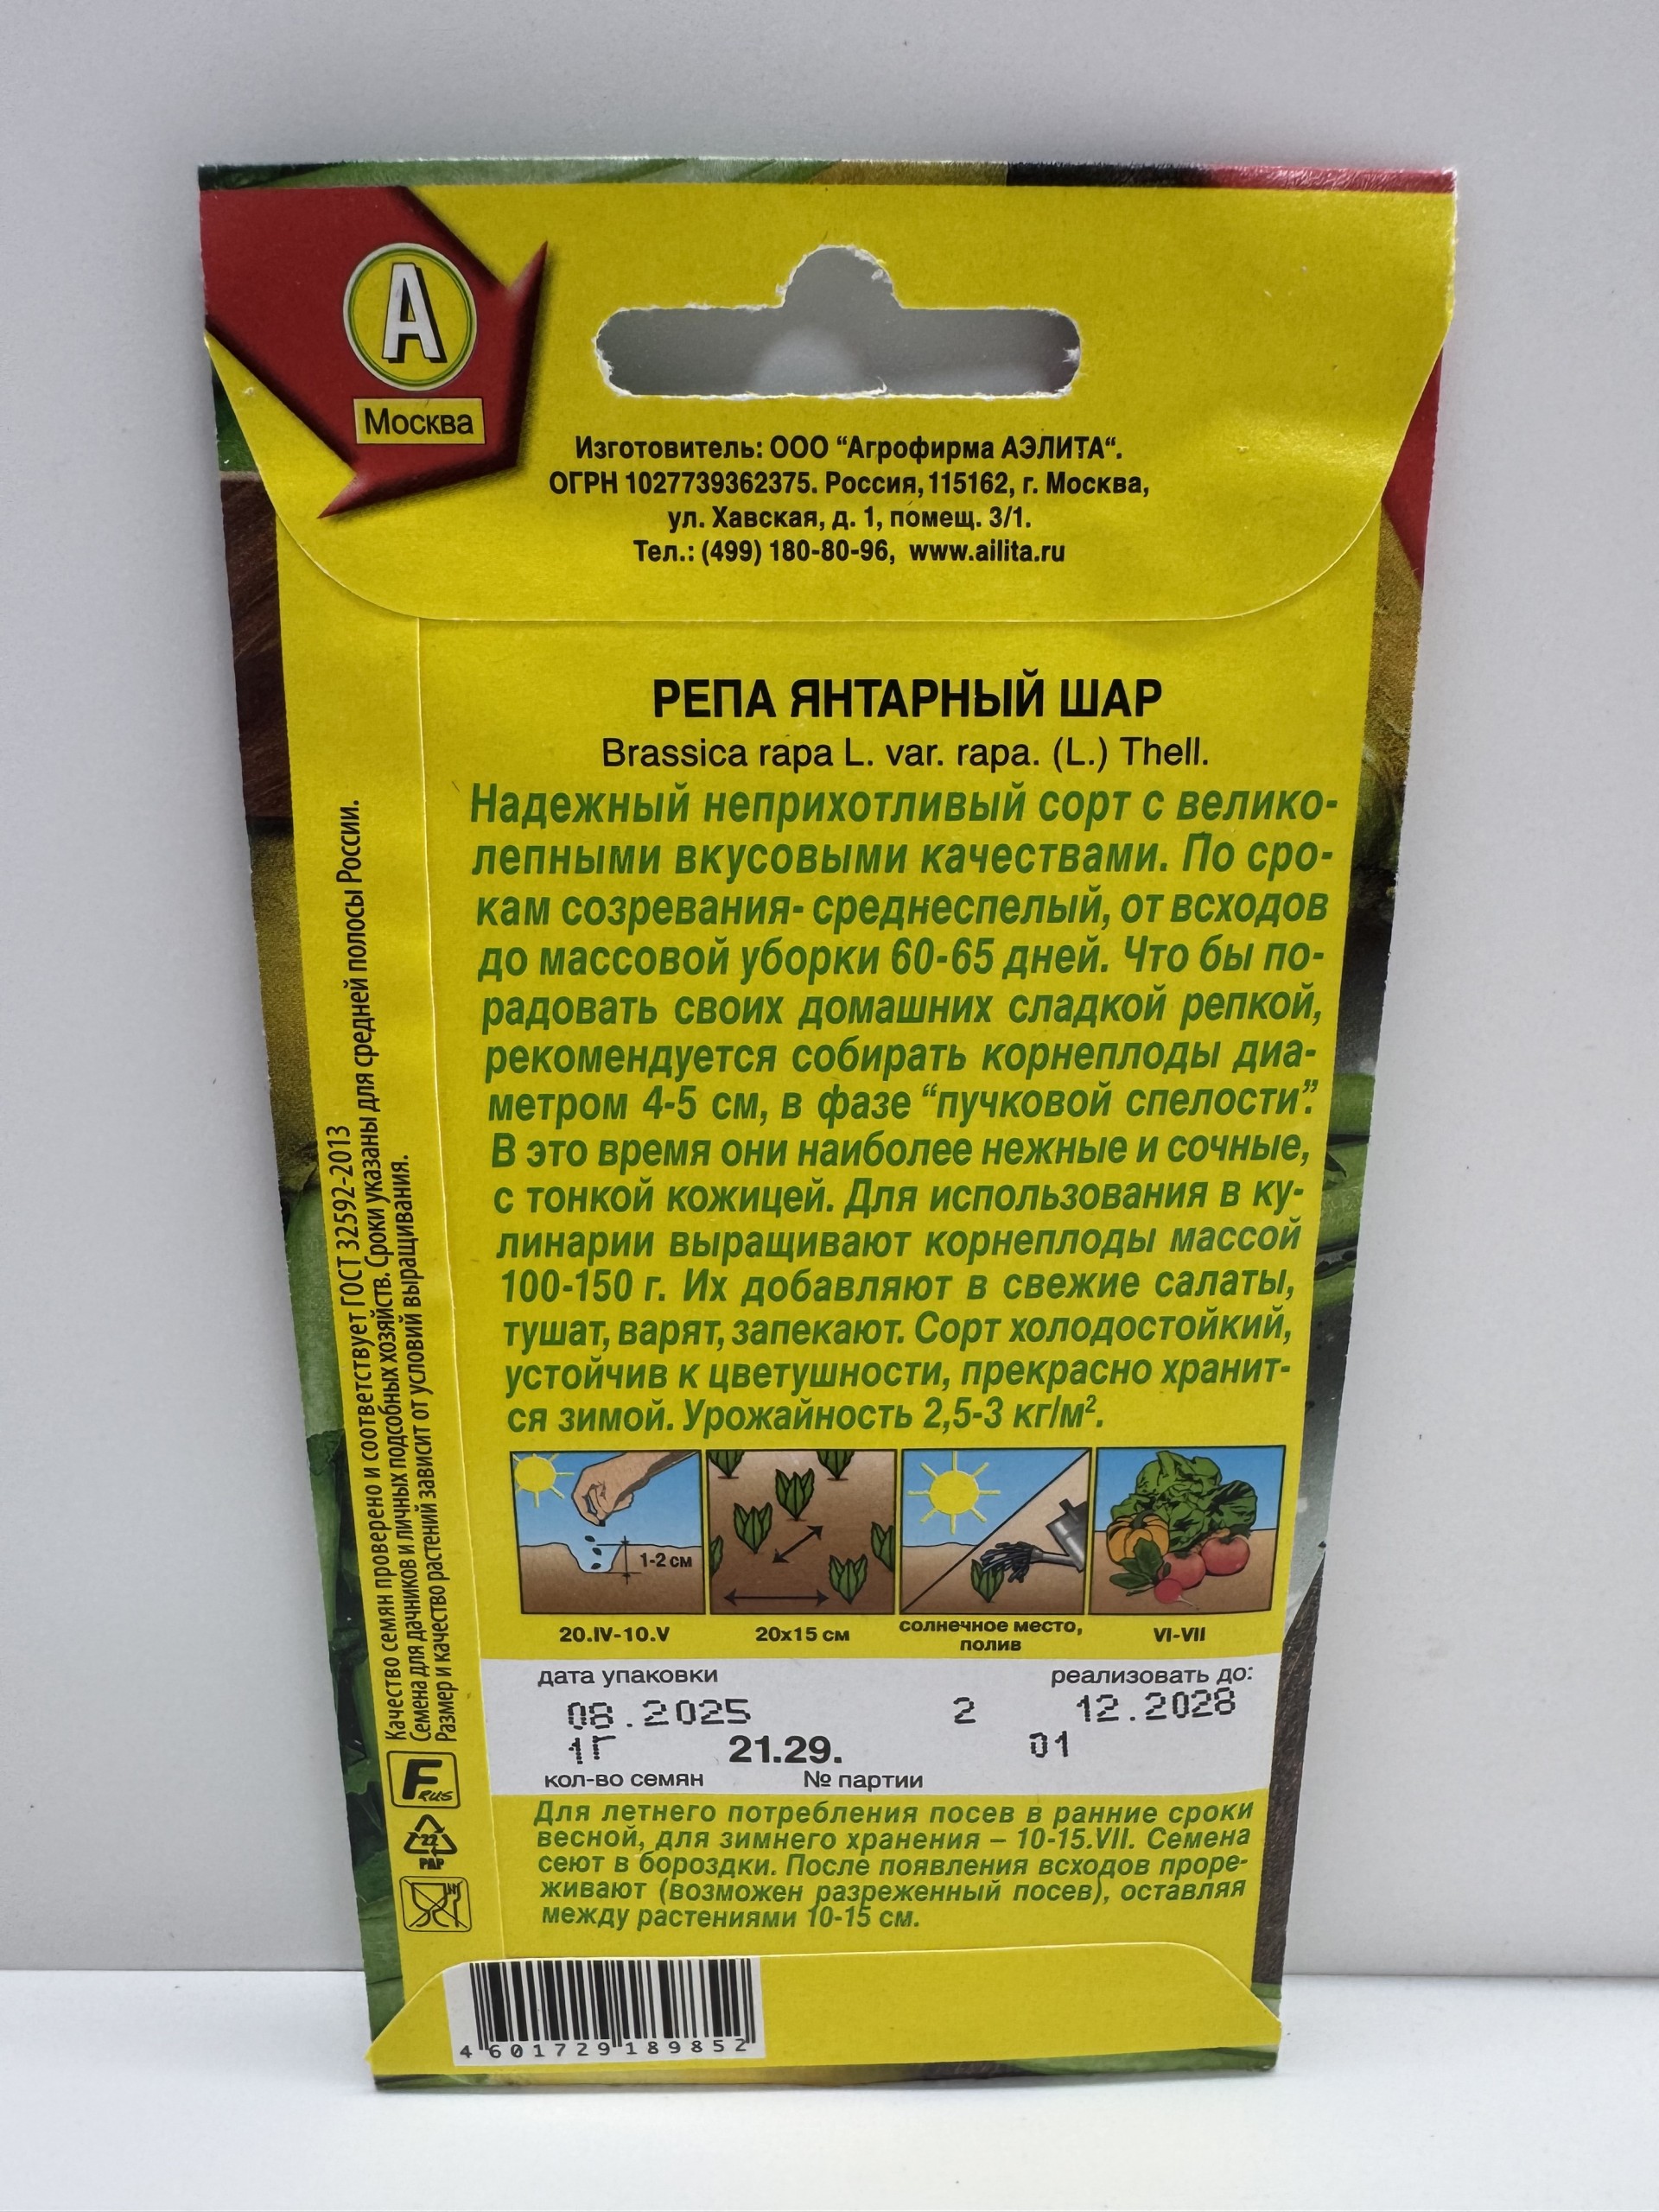 А
Москва
Изготовитель: ООО “Агрофирма АЭЛИТА“.
ОГРН 1027739362375. Россия, 115162, г. Москва,
ул. Хавская, д. 1, помещ. 3/1.
Тел.: (499) 180-80-96, www.ailita.ru
РЕПА ЯНТАРНЫЙ ШАР
Brassica rapa L. var. rapa. (L.) Thell.
Надежный неприхотливый сорт с велико-
лепными вкусовыми качествами. По сро-
кам созревания- среднеспелый, от всходов
до массовой уборки 60-65 дней. Что бы по-
радовать своих домашних сладкой репкой,
рекомендуется собирать корнеплоды диа-
метром 4-5 см, в фазе “пучковой спелости”.
В это время они наиболее нежные и сочные,
с тонкой кожицей. Для использования в ку-
линарии выращивают корнеплоды массой
100-150 г. Их добавляют в свежие салаты,
тушат, варят, запекают. Сорт холодостойкий,
устойчив к цветушности, прекрасно хранит-
ся зимой. Урожайность 2,5-3 кг/м².
1-2 см
20.IV-10.V
20х15 см
солнечное место,
полив
VI-VII
дата упаковки
реализовать до:
08.2025 2 12.2028
1г 21.29. 01
кол-во семян № партии
Для летнего потребления посев в ранние сроки
весной, для зимнего хранения – 10-15.VII. Семена
сеют в бороздки. После появления всходов проре-
живают (возможен разреженный посев), оставляя
между растениями 10-15 см.
Качество семян проверено и соответствует ГОСТ 32592-2013
Семена для дачников и личных подсобных хозяйств. Сроки указаны для средней полосы России.
Размер и качество растений зависит от условий выращивания.
F RUS
22
PAP
4 601729 189852